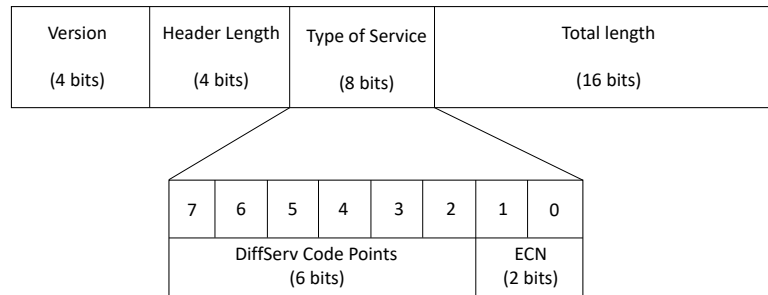 Version Header Length Type of Service Total length
(4 bits) (4 bits) (8 bits) (16 bits)
7 6 5 4 3 2 1 0
DiffServ Code Points ECN
(6 bits) (2 bits)